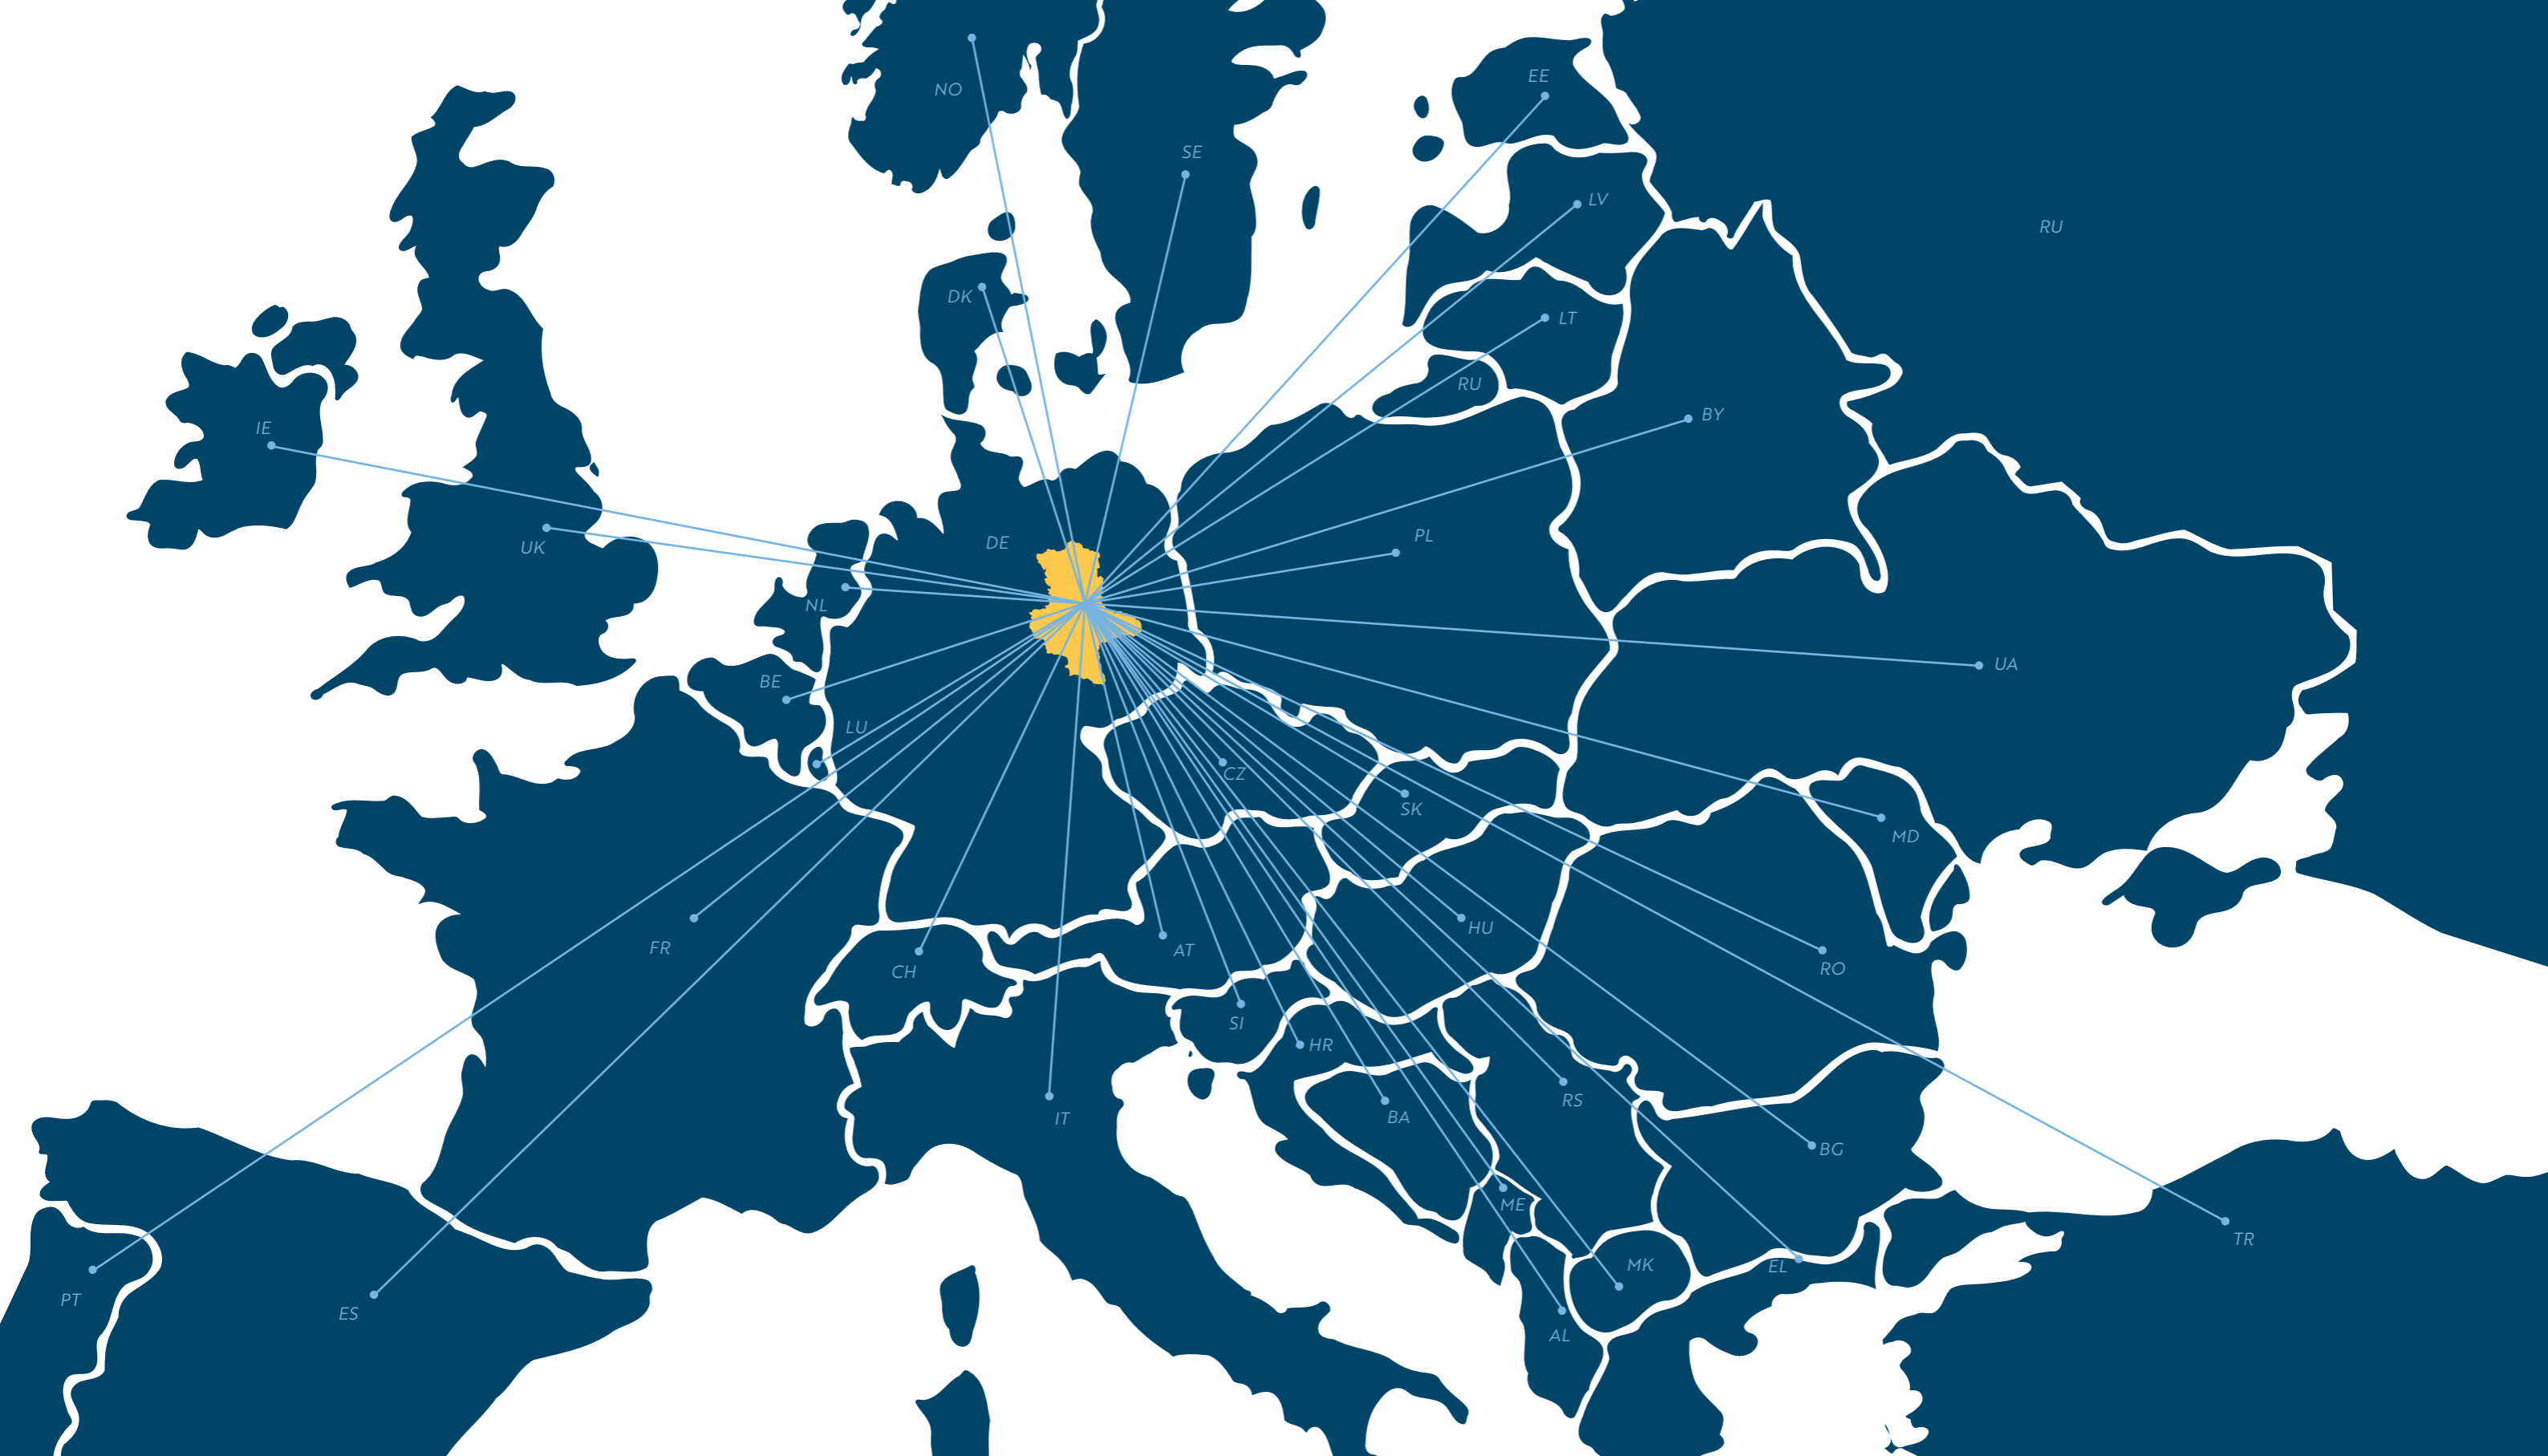 NO
EE
SE
LV
RU
DK
LT
RU
BY
IE
PL
DE
UK
NL
UA
BE
LU
CZ
SK
MD
HU
FR
AT
RO
CH
SI
HR
RS
IT
BA
BG
ME
TR
MK
EL
PT
ES
AL